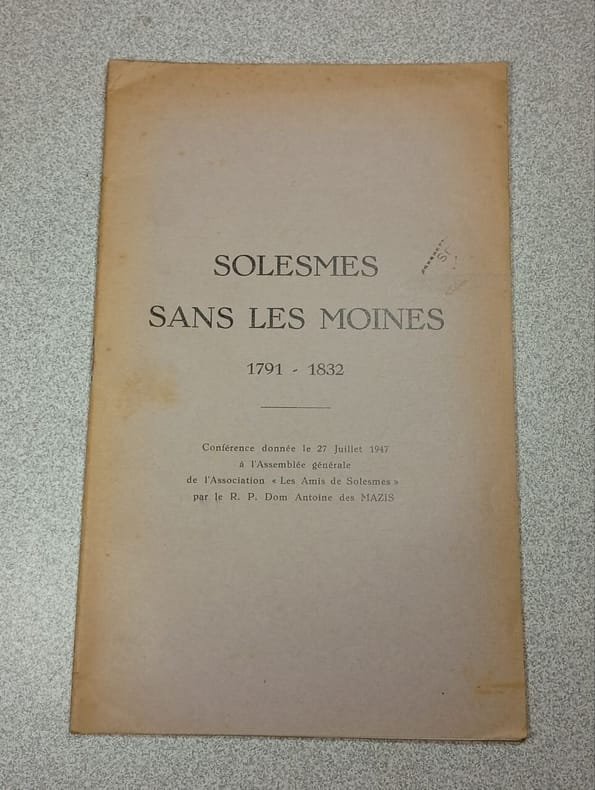 SOLESMES
SANS LES MOINES
1791 - 1832
Conférence donnée le 27 Juillet 1947
à l'Assemblée générale
de l'Association « Les Amis de Solesmes »
par le R. P. Dom Antoine des MAZIS